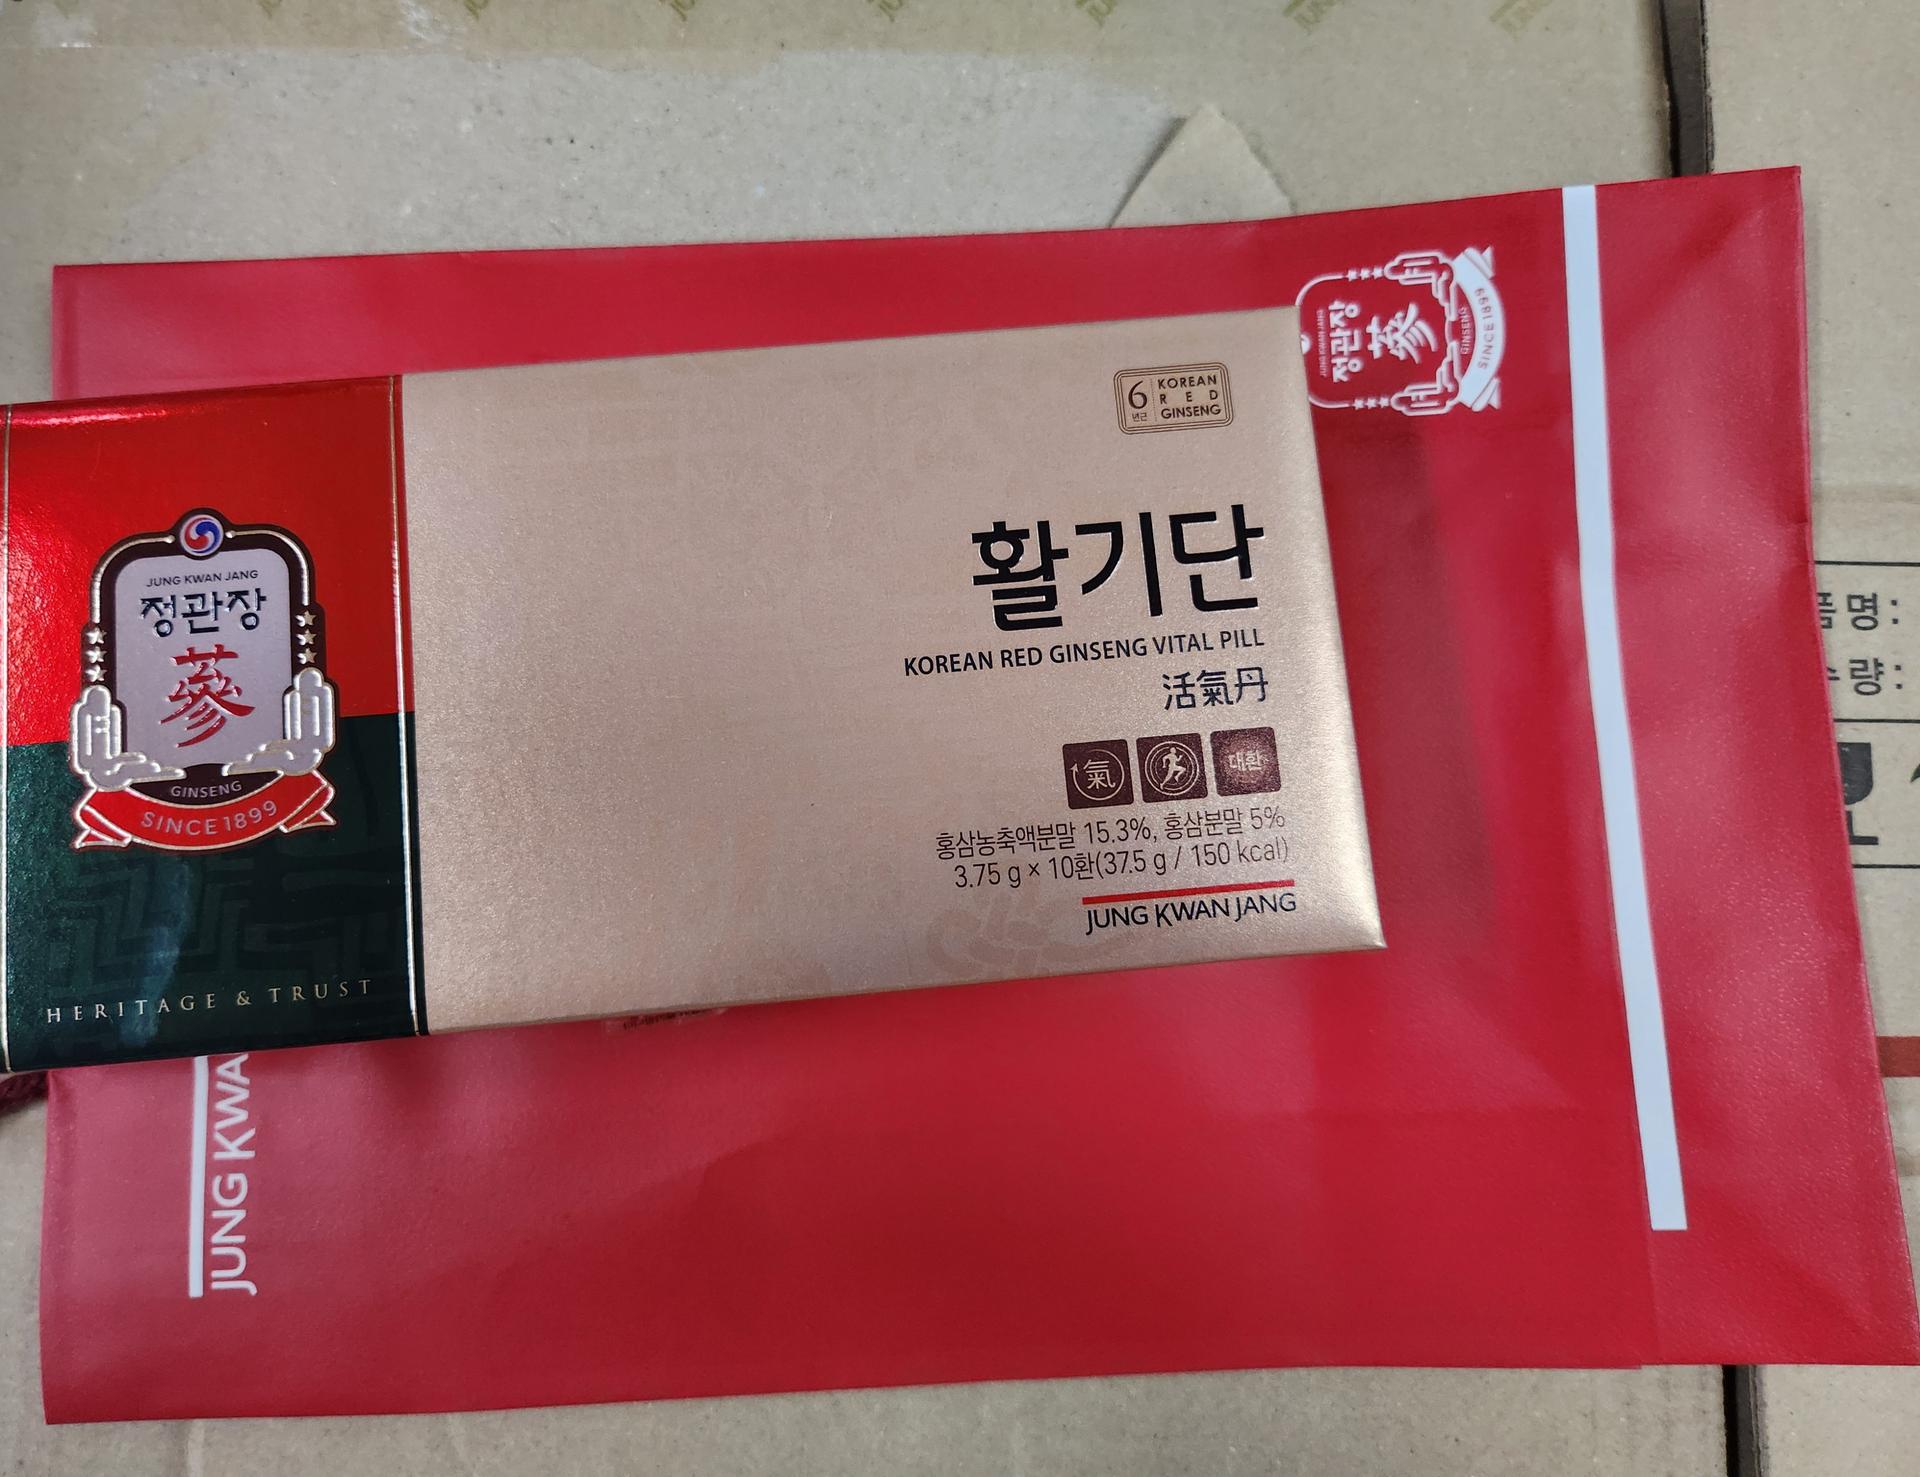 JUNG KWAN JANG
정관장
蔘
GINSENG
SINCE 1899
HERITAGE & TRUST
6
년근
KOREAN
RED
GINSENG
활기단
KOREAN RED GINSENG VITAL PILL
活氣丹
氣
대환
홍삼농축액분말 15.3%, 홍삼분말 5%
3.75 g × 10환(37.5 g / 150 kcal)
JUNG KWAN JANG
JUNG KWAN JANG
정관장
蔘
GINSENG
SINCE 1899
JUNG KWA
품명:
량: